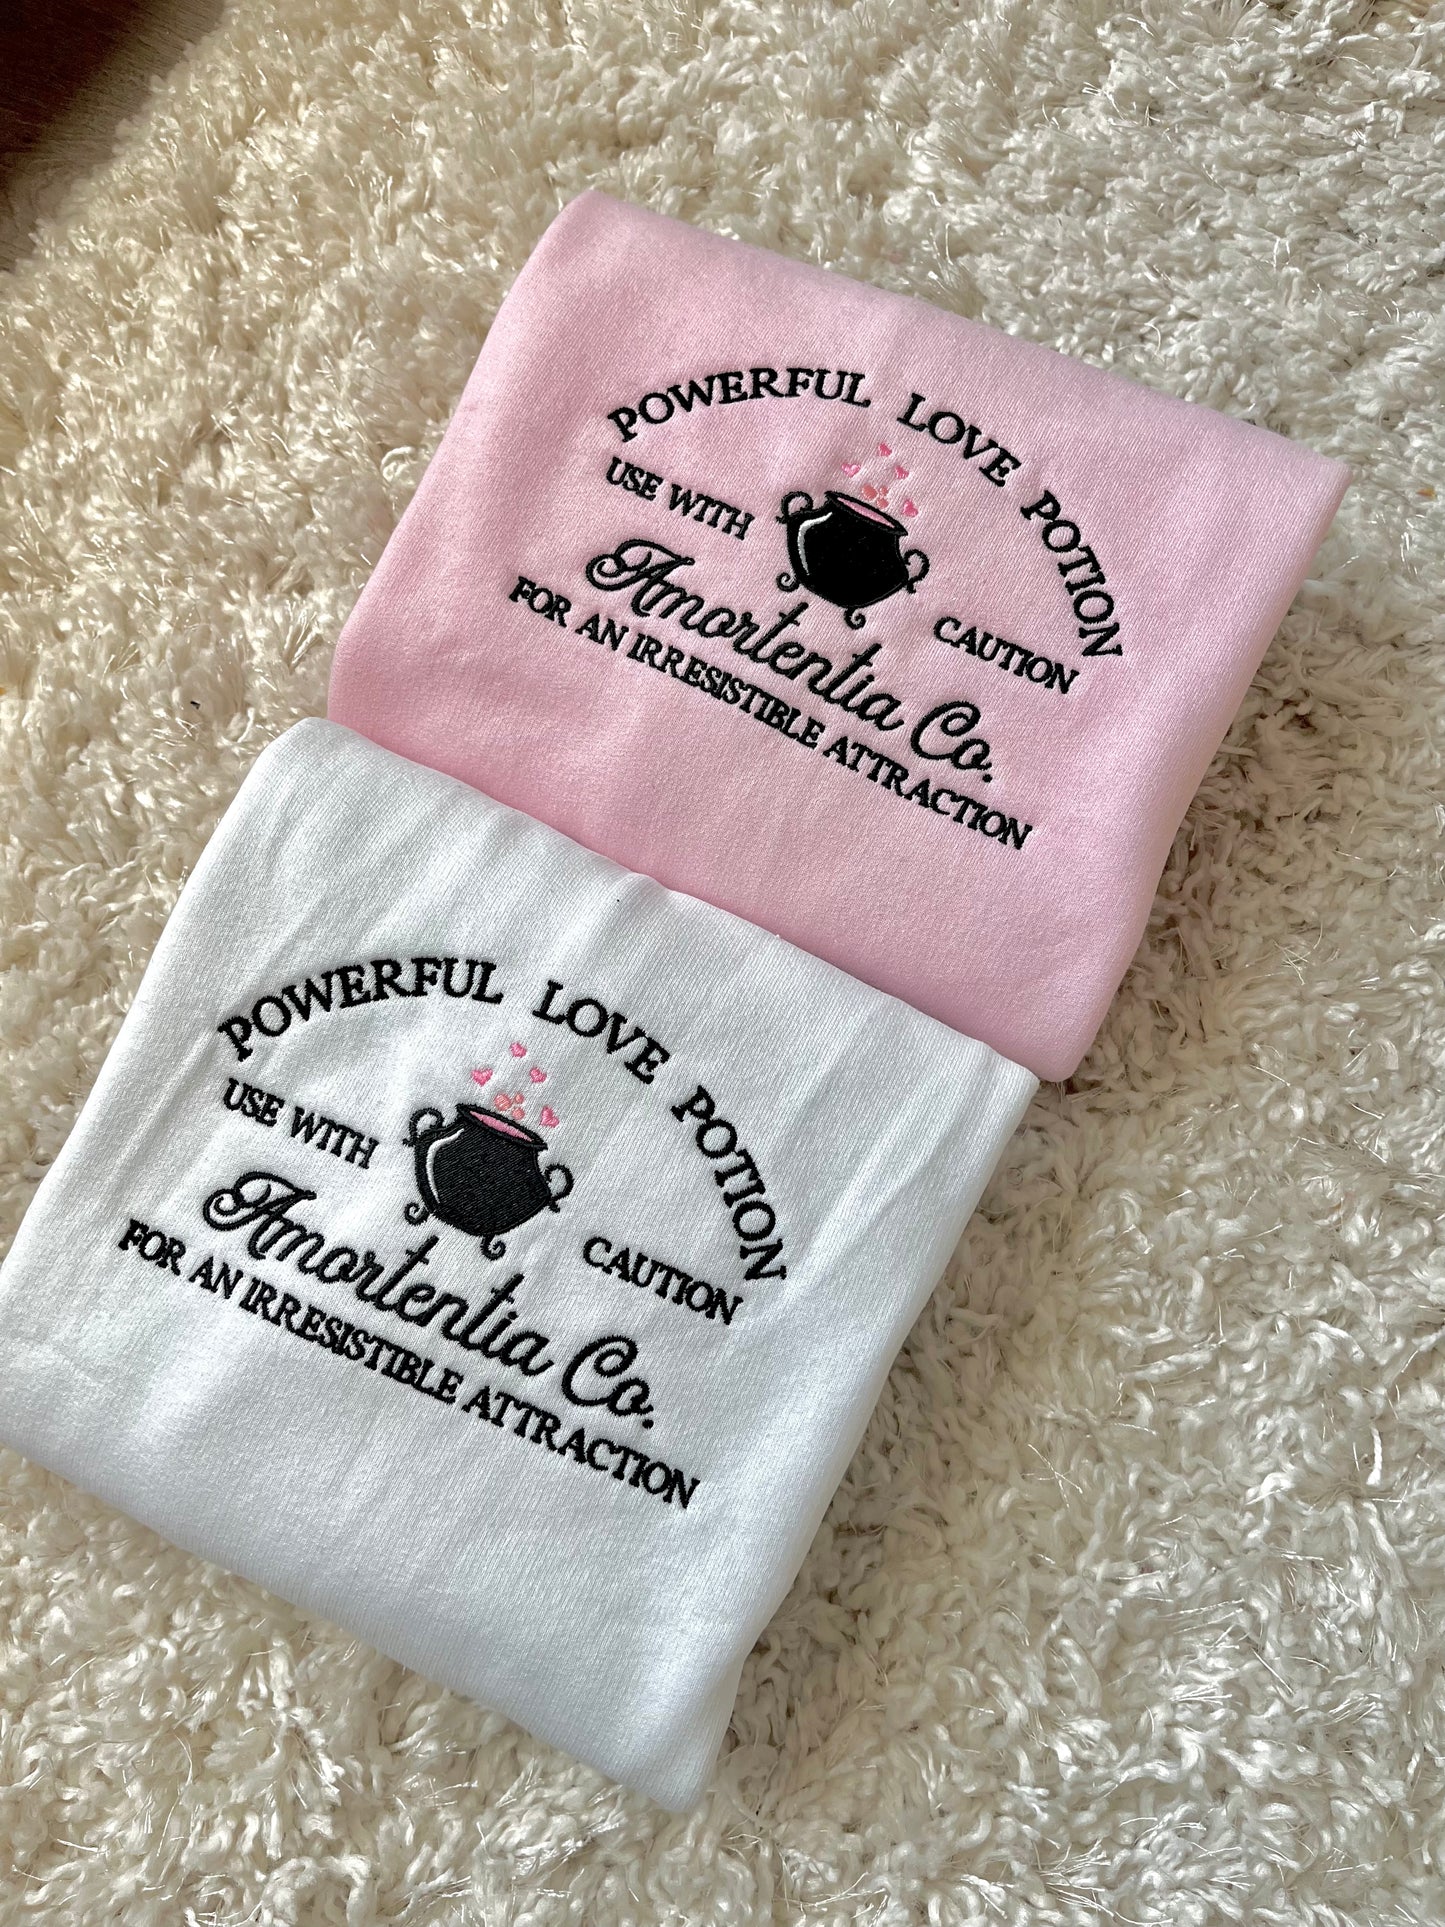 POWERFUL LOVE POTION
USE WITH CAUTION
Amortentia Co.
FOR AN IRRESISTIBLE ATTRACTION
POWERFUL LOVE POTION
USE WITH CAUTION
Amortentia Co.
FOR AN IRRESISTIBLE ATTRACTION